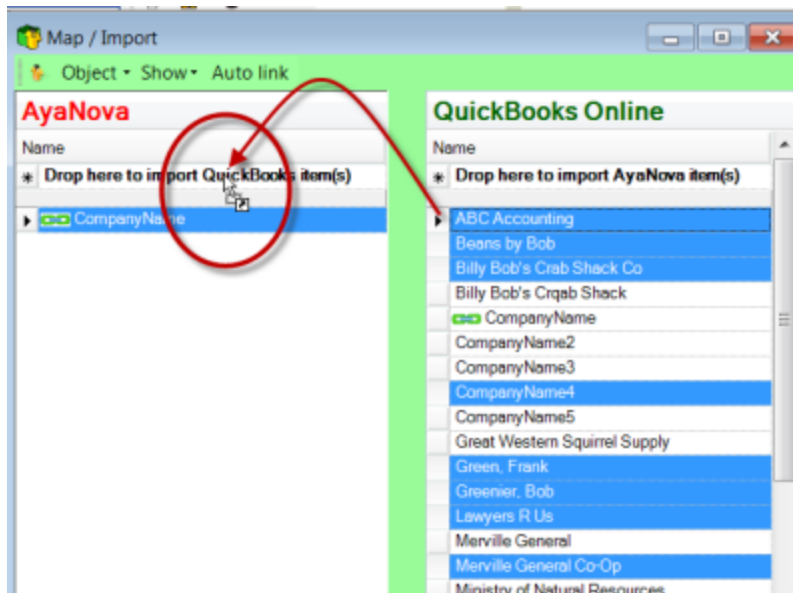 Map / Import
Object Show Auto link
AyaNova
Name
Drop here to import QuickBooks item(s)
CompanyName
QuickBooks Online
Name
Drop here to import AyaNova item(s)
ABC Accounting
Beans by Bob
Billy Bob's Crab Shack Co
Billy Bob's Crqab Shack
CompanyName
CompanyName2
CompanyName3
CompanyName4
CompanyName5
Great Western Squirrel Supply
Green, Frank
Greenier, Bob
Lawyers R Us
Merville General
Merville General Co-Op
Ministry of Natural Resources